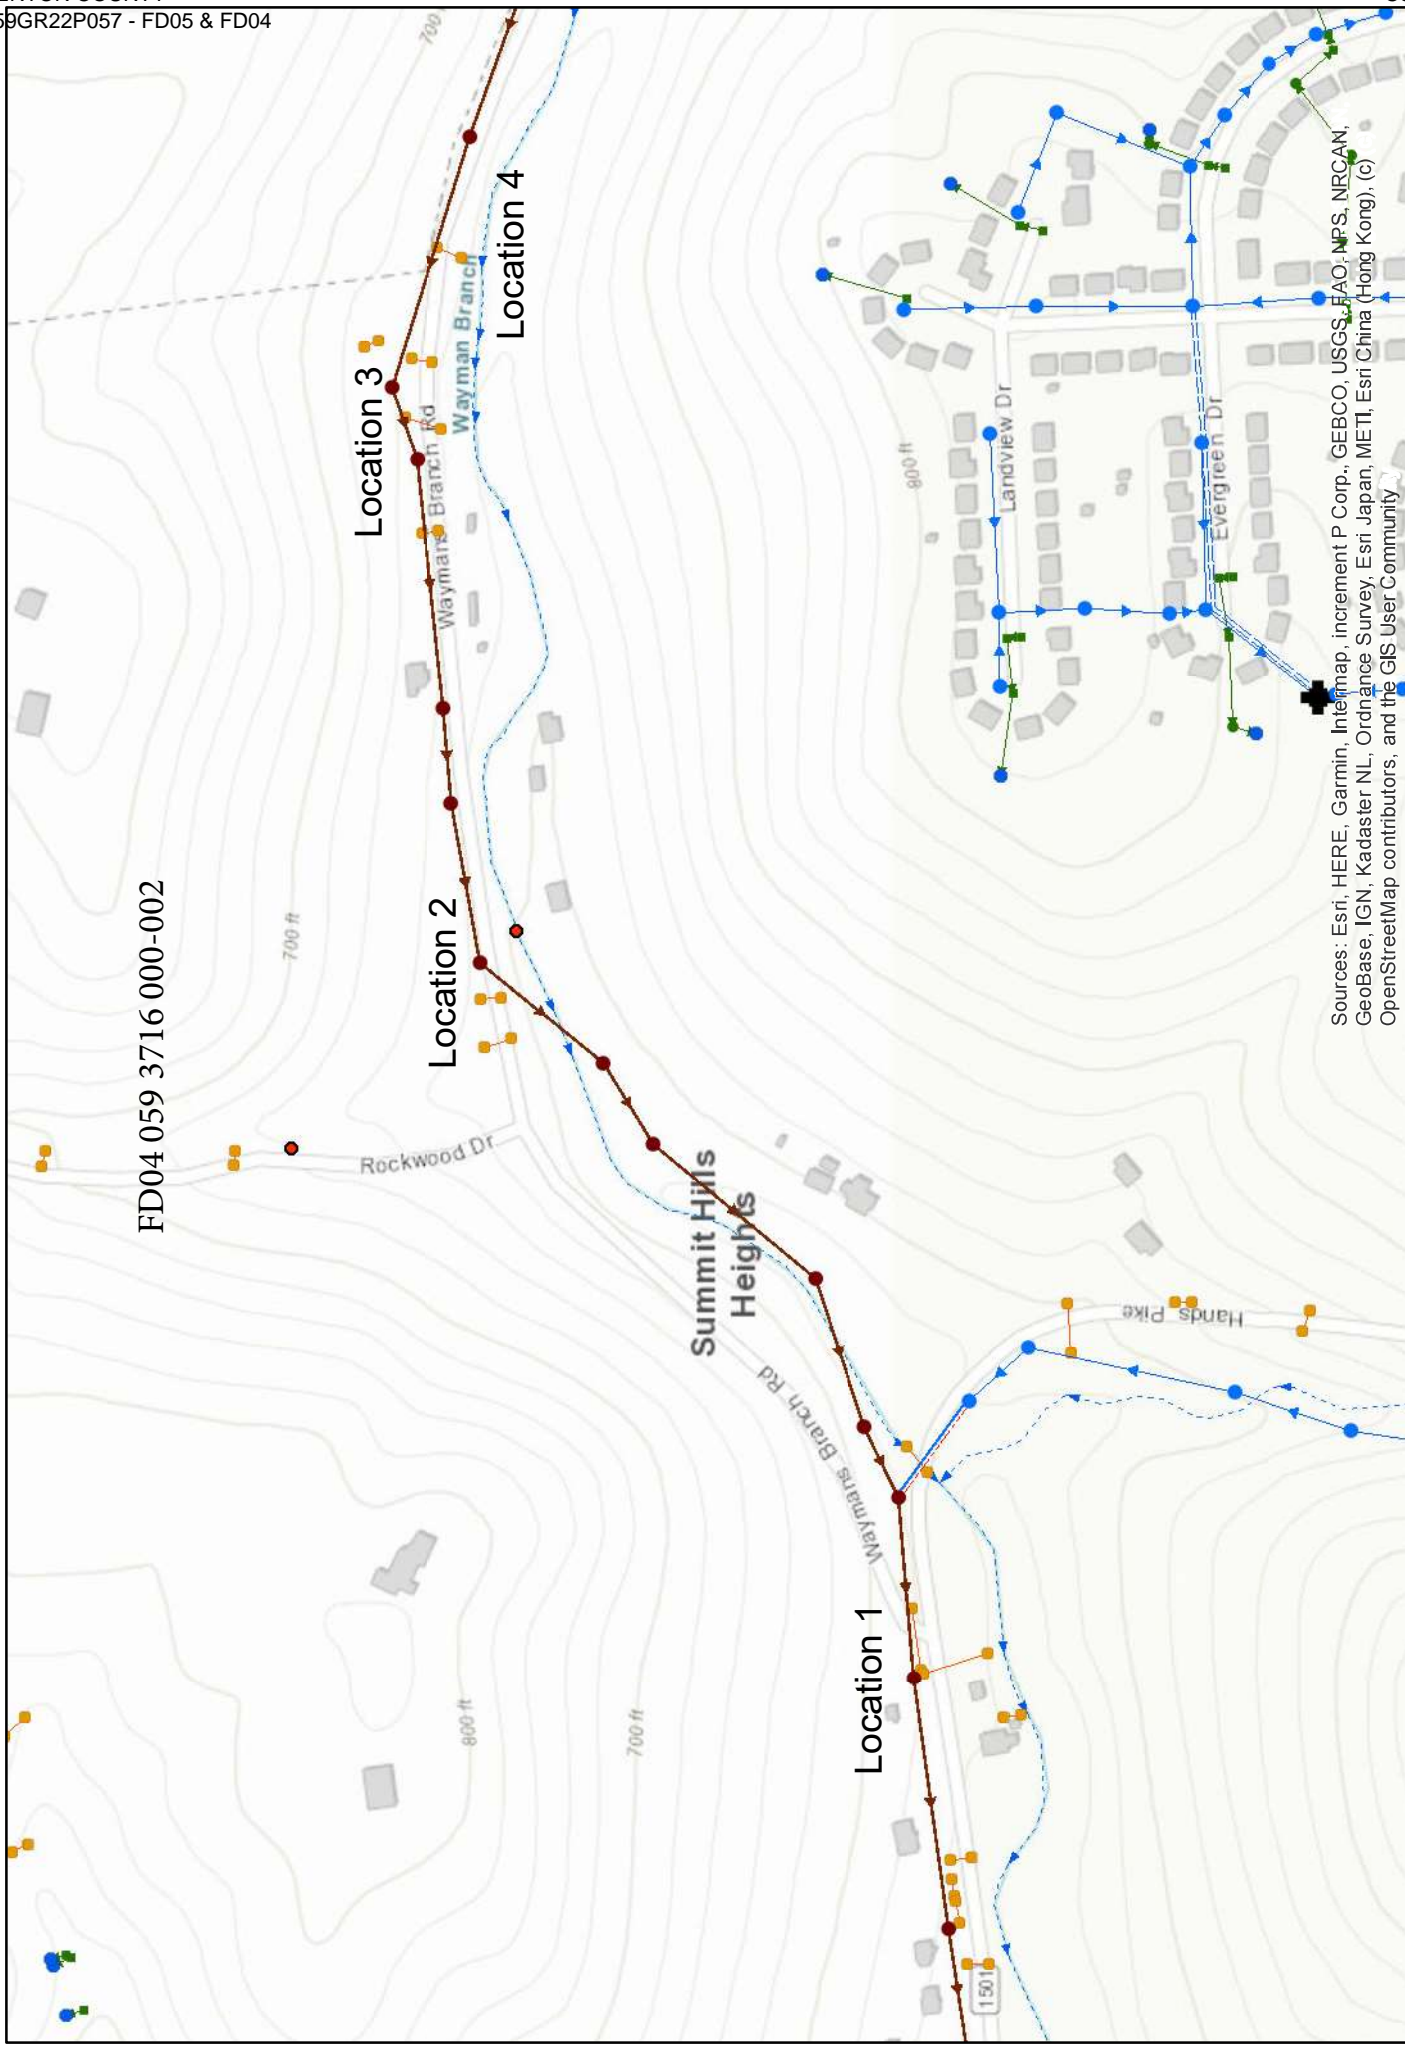 59GR22P057 - FD05 & FD04
FD04 059 3716 000-002
Location 1
Location 2
Location 3
Location 4
Summit Hills
Heights
Waymans Branch Rd
Waymans Branch Rd
Wayman Branch
Rockwood Dr
Hands Pike
Landview Dr
Evergreen Dr
700 ft
700 ft
800 ft
800 ft
700
1501
Sources: Esri, HERE, Garmin, Intermap, increment P Corp., GEBCO, USGS, FAO, NPS, NRCAN,
GeoBase, IGN, Kadaster NL, Ordnance Survey, Esri Japan, METI, Esri China (Hong Kong), (c)
OpenStreetMap contributors, and the GIS User Community